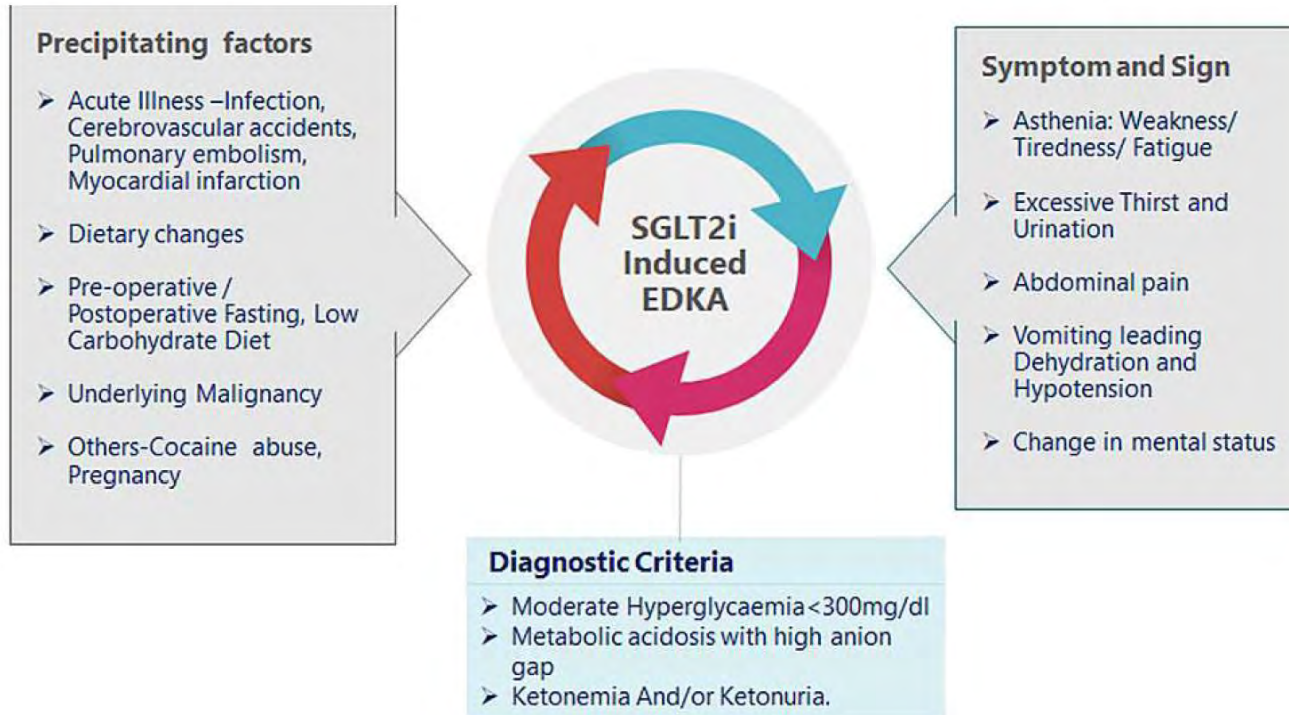 Precipitating factors
➢ Acute Illness –Infection,
Cerebrovascular accidents,
Pulmonary embolism,
Myocardial infarction
➢ Dietary changes
➢ Pre-operative /
Postoperative Fasting, Low
Carbohydrate Diet
➢ Underlying Malignancy
➢ Others-Cocaine abuse,
Pregnancy
SGLT2i
Induced
EDKA
Symptom and Sign
➢ Asthenia: Weakness/
Tiredness/ Fatigue
➢ Excessive Thirst and
Urination
➢ Abdominal pain
➢ Vomiting leading
Dehydration and
Hypotension
➢ Change in mental status
Diagnostic Criteria
➢ Moderate Hyperglycaemia<300mg/dl
➢ Metabolic acidosis with high anion
gap
➢ Ketonemia And/or Ketonuria.